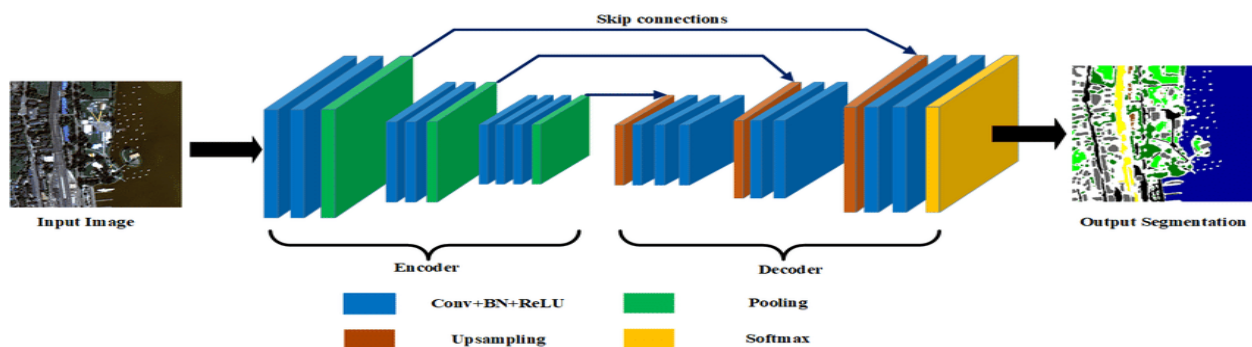 Skip connections
Input Image
Output Segmentation
Encoder
Decoder
Conv+BN+ReLU
Pooling
Upsampling
Softmax